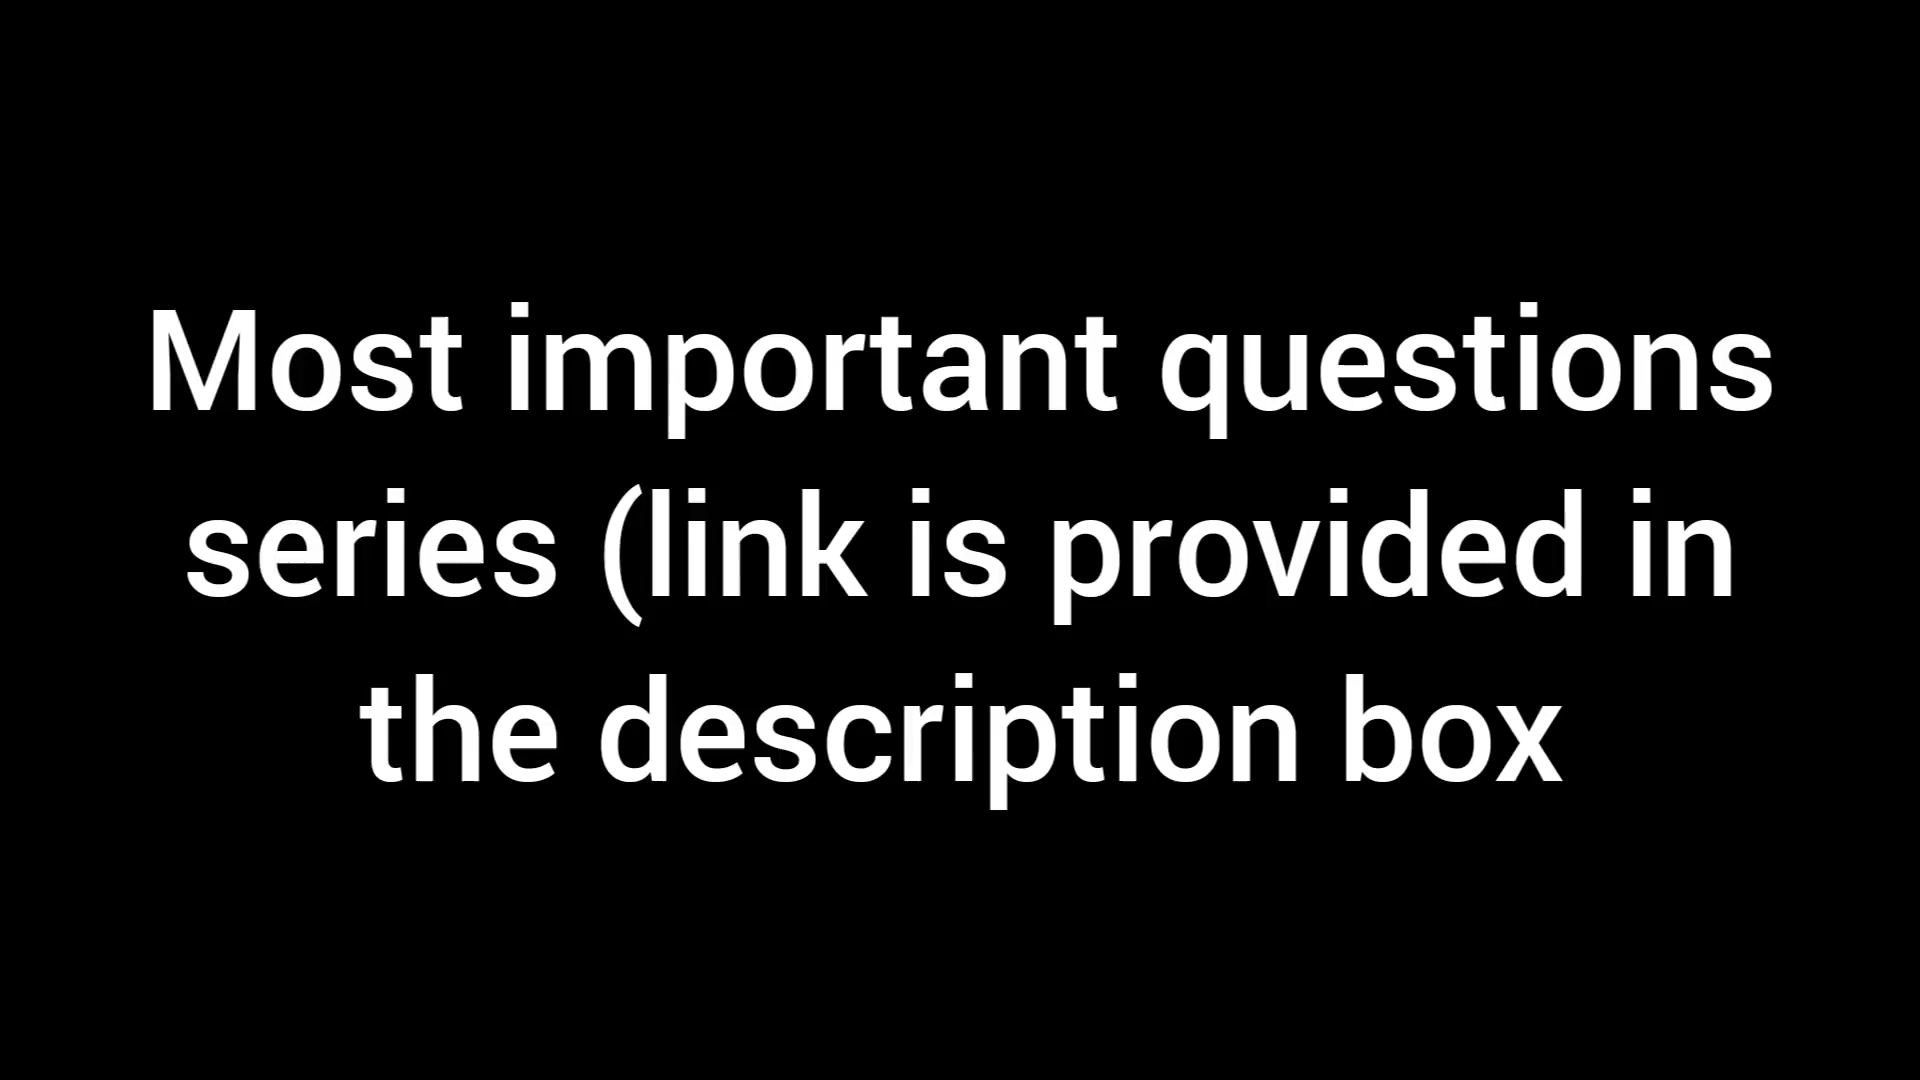 Most important questions
series (link is provided in
the description box